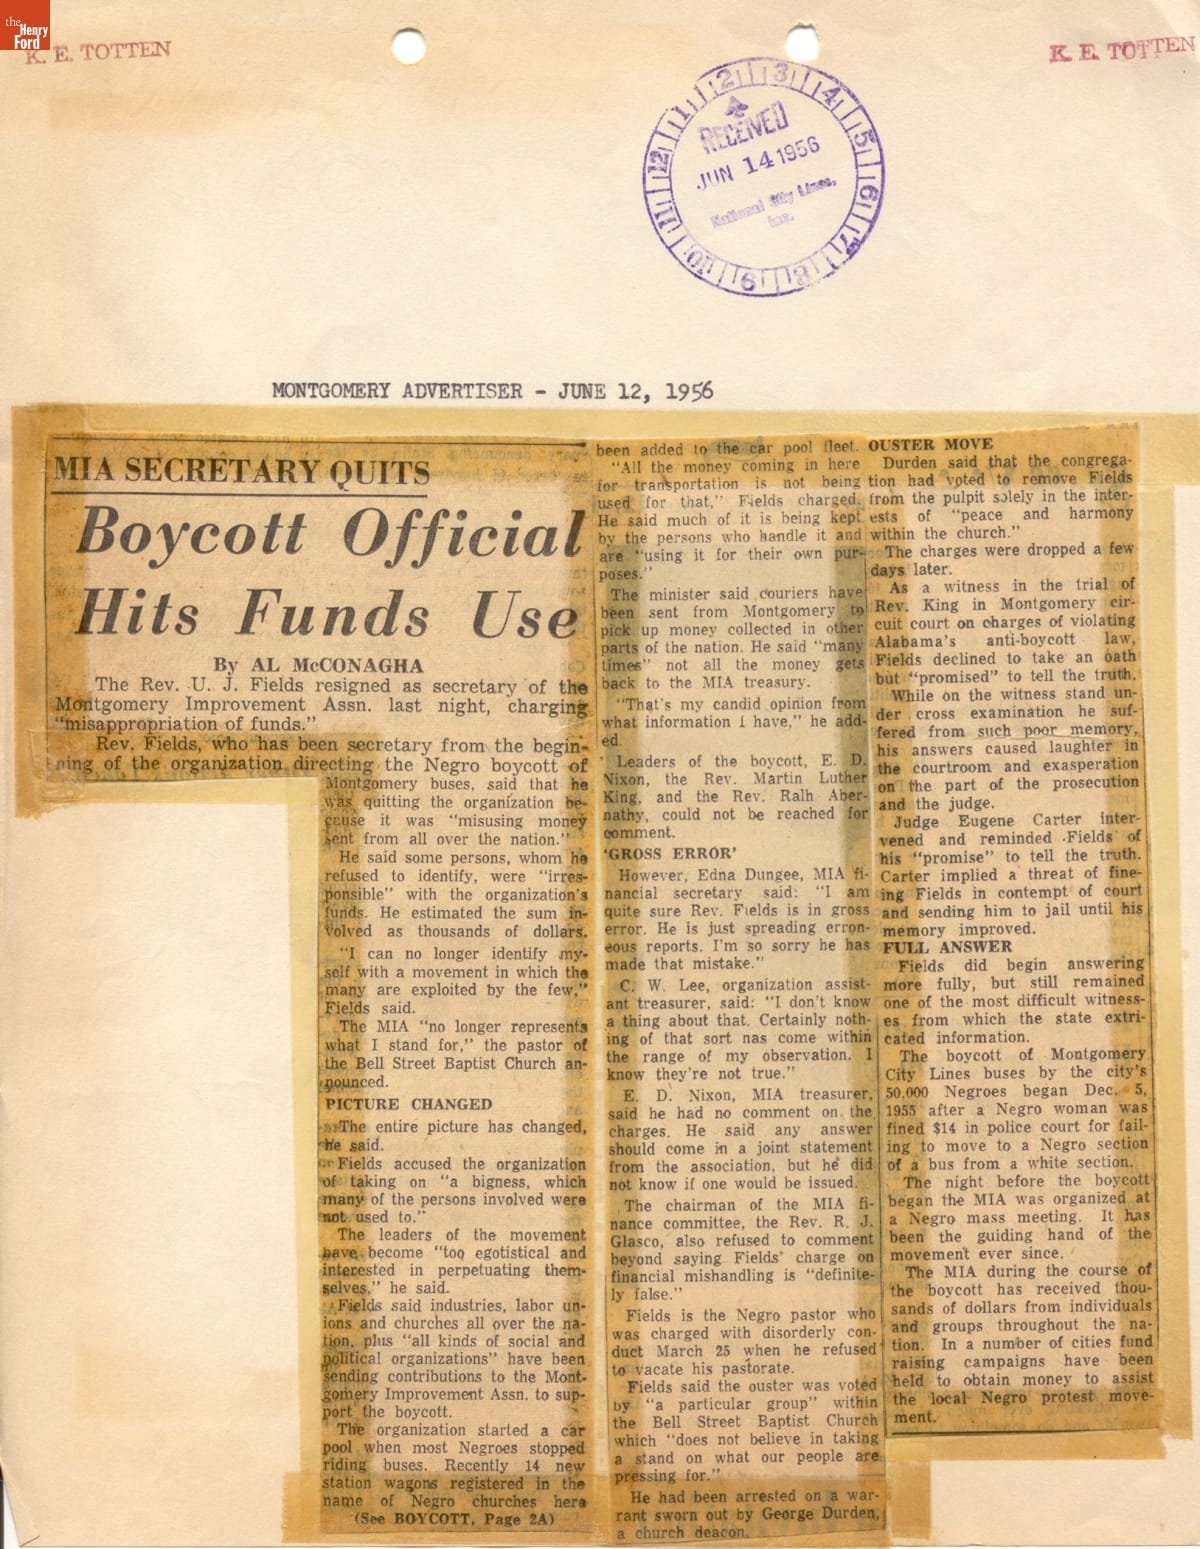 the
Henry
Ford
K. E. TOTTEN
K. E. TOTTEN
12 1 2 3 4 5 6 7 8 9 10 11
RECEIVED
JUN 14 1956
National City Lines,
Inc.
MONTGOMERY ADVERTISER - JUNE 12, 1956
MIA SECRETARY QUITS
Boycott Official
Hits Funds Use
By AL McCONAGHA
The Rev. U. J. Fields resigned as secretary of the
Montgomery Improvement Assn. last night, charging
"misappropriation of funds."
Rev. Fields, who has been secretary from the begin-
ning of the organization directing the Negro boycott of
Montgomery buses, said that he
was quitting the organization be-
cause it was "misusing money
sent from all over the nation."
He said some persons, whom he
refused to identify, were "irres-
ponsible" with the organization's
funds. He estimated the sum in-
volved as thousands of dollars.
"I can no longer identify my-
self with a movement in which the
many are exploited by the few,"
Fields said.
The MIA "no longer represents
what I stand for," the pastor of
the Bell Street Baptist Church an-
nounced.
PICTURE CHANGED
The entire picture has changed,
he said.
Fields accused the organization
of taking on "a bigness, which
many of the persons involved were
not used to."
The leaders of the movement
have become "too egotistical and
interested in perpetuating them-
selves," he said.
Fields said industries, labor un-
ions and churches all over the na-
tion, plus "all kinds of social and
political organizations" have been
sending contributions to the Mont-
gomery Improvement Assn. to sup-
port the boycott.
The organization started a car
pool when most Negroes stopped
riding buses. Recently 14 new
station wagons registered in the
name of Negro churches here
(See BOYCOTT, Page 2A)
been added to the car pool fleet.
"All the money coming in here
for transportation is not being
used for that," Fields charged.
He said much of it is being kept
by the persons who handle it and
are "using it for their own pur-
poses."
The minister said couriers have
been sent from Montgomery to
pick up money collected in other
parts of the nation. He said "many
times" not all the money gets
back to the MIA treasury.
"That's my candid opinion from
what information I have," he add-
ed.
Leaders of the boycott, E. D.
Nixon, the Rev. Martin Luther
King, and the Rev. Ralh Aber-
nathy, could not be reached for
comment.
'GROSS ERROR'
However, Edna Dungee, MIA fi-
nancial secretary said: "I am
quite sure Rev. Fields is in gross
error. He is just spreading erron-
eous reports. I'm so sorry he has
made that mistake."
C. W. Lee, organization assist-
ant treasurer, said: "I don't know
a thing about that. Certainly noth-
ing of that sort nas come within
the range of my observation. I
know they're not true."
E. D. Nixon, MIA treasurer,
said he had no comment on the
charges. He said any answer
should come in a joint statement
from the association, but he did
not know if one would be issued.
The chairman of the MIA fi-
nance committee, the Rev. R. J.
Glasco, also refused to comment
beyond saying Fields' charge on
financial mishandling is "definite-
ly false."
Fields is the Negro pastor who
was charged with disorderly con-
duct March 25 when he refused
to vacate his pastorate.
Fields said the ouster was voted
by "a particular group" within
the Bell Street Baptist Church
which "does not believe in taking
a stand on what our people are
pressing for."
He had been arrested on a war-
rant sworn out by George Durden,
a church deacon.
OUSTER MOVE
Durden said that the congrega-
tion had voted to remove Fields
from the pulpit solely in the inter-
ests of "peace and harmony
within the church."
The charges were dropped a few
days later.
As a witness in the trial of
Rev. King in Montgomery cir-
cuit court on charges of violating
Alabama's anti-boycott law,
Fields declined to take an oath
but "promised" to tell the truth.
While on the witness stand un-
der cross examination he suf-
fered from such poor memory,
his answers caused laughter in
the courtroom and exasperation
on the part of the prosecution
and the judge.
Judge Eugene Carter inter-
vened and reminded Fields of
his "promise" to tell the truth.
Carter implied a threat of fine-
ing Fields in contempt of court
and sending him to jail until his
memory improved.
FULL ANSWER
Fields did begin answering
more fully, but still remained
one of the most difficult witness-
es from which the state extri-
cated information.
The boycott of Montgomery
City Lines buses by the city's
50,000 Negroes began Dec. 5,
1955 after a Negro woman was
fined $14 in police court for fail-
ing to move to a Negro section
of a bus from a white section.
The night before the boycott
began the MIA was organized at
a Negro mass meeting. It has
been the guiding hand of the
movement ever since.
The MIA during the course of
the boycott has received thou-
sands of dollars from individuals
and groups throughout the na-
tion. In a number of cities fund
raising campaigns have been
held to obtain money to assist
the local Negro protest move-
ment.